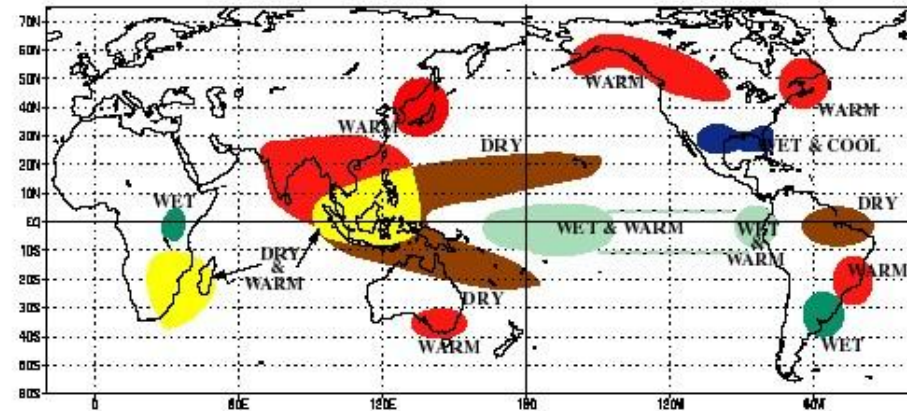 70N
60N
50N
40N
30N
20N
10N
EQ
10S
20S
30S
40S
50S
60S
80S
0
60E
120E
180
120W
60W
WARM
WARM
WARM
WET & COOL
DRY
WET
DRY
&
WARM
WET & WARM
WET
&
WARM
DRY
DRY
WARM
WARM
WET